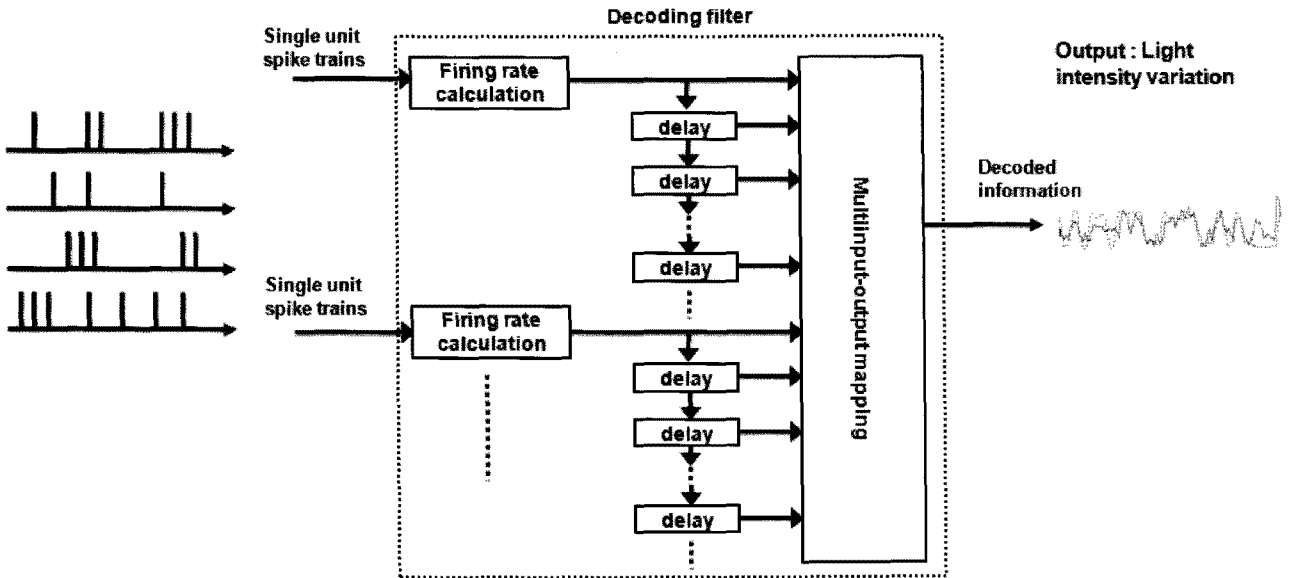 Decoding filter
Single unit
spike trains
Firing rate
calculation
delay
delay
delay
Single unit
spike trains
Firing rate
calculation
delay
delay
delay
Multiinput-output mapping
Output : Light
intensity variation
Decoded
information